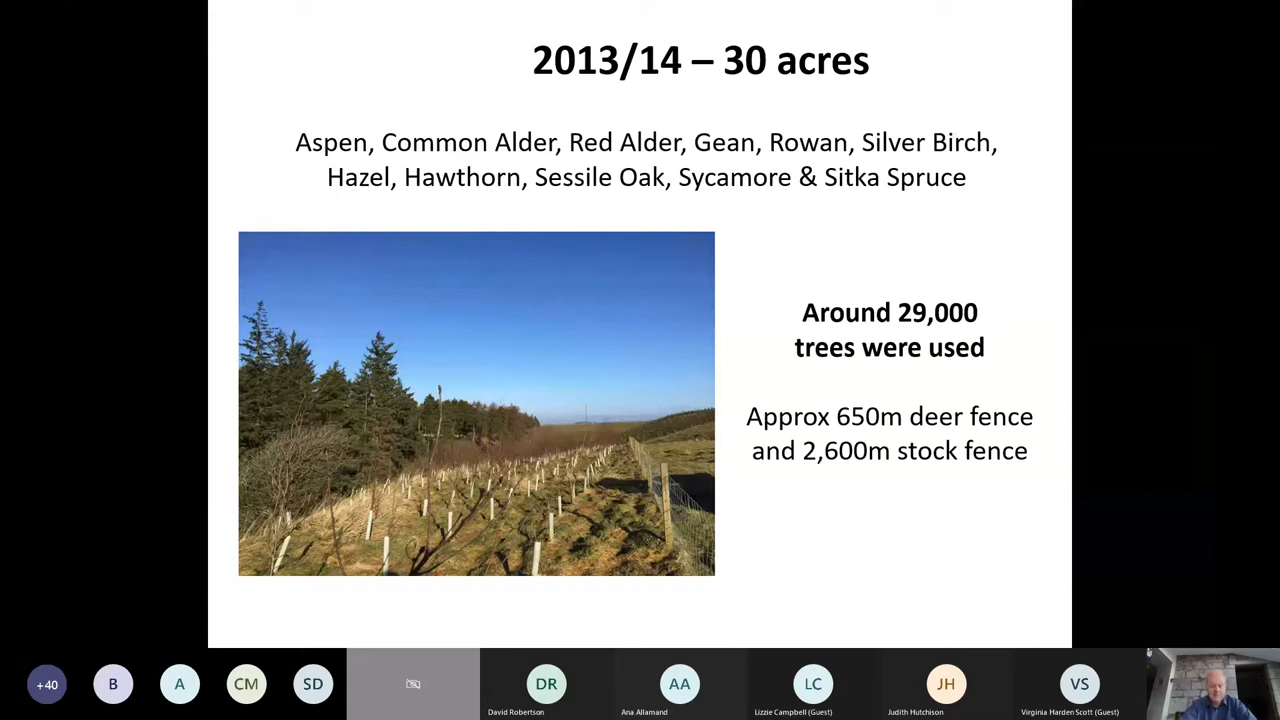 2013/14 – 30 acres
Aspen, Common Alder, Red Alder, Gean, Rowan, Silver Birch,
Hazel, Hawthorn, Sessile Oak, Sycamore & Sitka Spruce
Around 29,000
trees were used
Approx 650m deer fence
and 2,600m stock fence
+40
B
A
CM
SD
DR
AA
LC
JH
VS
David Robertson
Ana Allamand
Lizzie Campbell (Guest)
Judith Hutchison
Virginia Harden Scott (Guest)